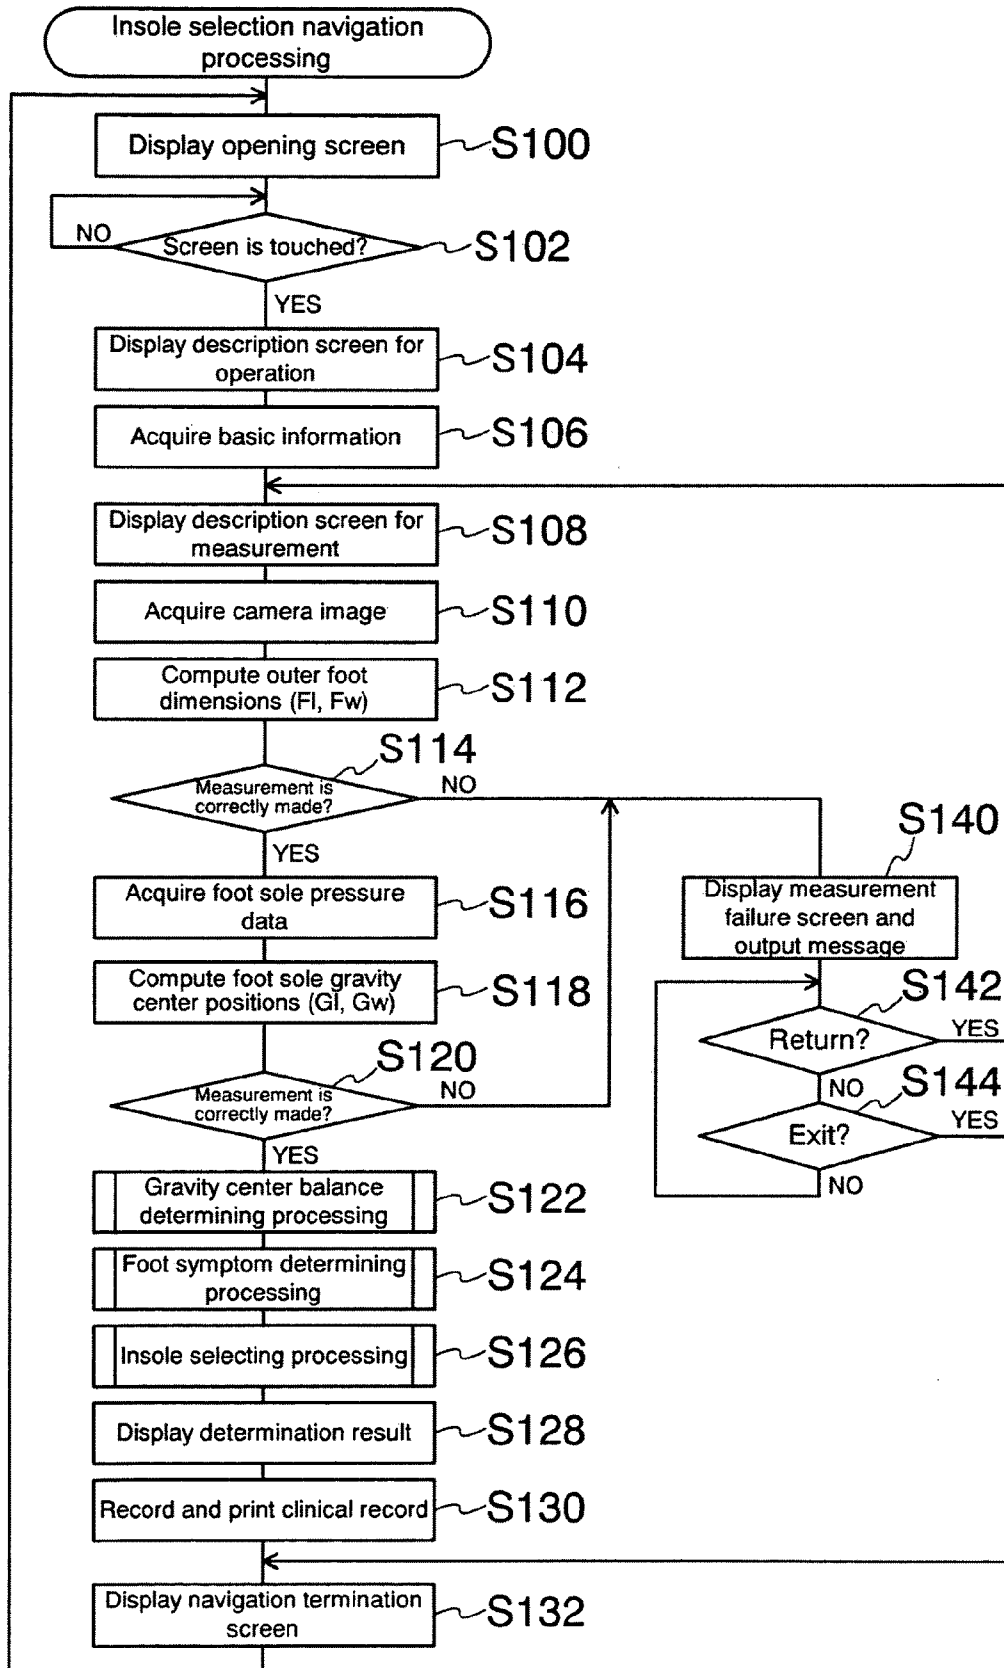 Insole selection navigation
processing
Display opening screen
S100
NO
Screen is touched?
S102
YES
Display description screen for
operation
S104
Acquire basic information
S106
Display description screen for
measurement
S108
Acquire camera image
S110
Compute outer foot
dimensions (Fl, Fw)
S112
S114
Measurement is
correctly made?
NO
YES
Acquire foot sole pressure
data
S116
Compute foot sole gravity
center positions (Gl, Gw)
S118
S120
Measurement is
correctly made?
NO
YES
S140
Display measurement
failure screen and
output message
S142
Return?
YES
NO
S144
Exit?
YES
NO
Gravity center balance
determining processing
S122
Foot symptom determining
processing
S124
Insole selecting processing
S126
Display determination result
S128
Record and print clinical record
S130
Display navigation termination
screen
S132